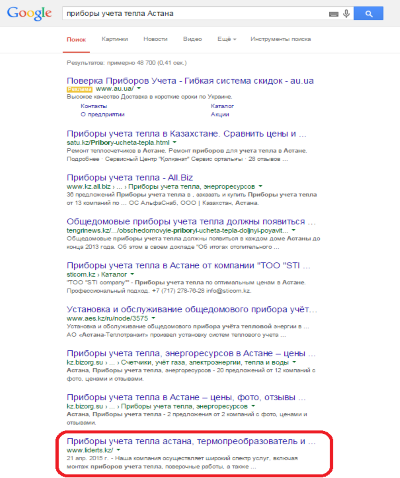 Google приборы учета тепла Астана
Поиск Картинки Новости Видео Ещё Инструменты поиска
Результатов: примерно 48 700 (0,41 сек.)
Поверка Приборов Учета - Гибкая система скидок - au.ua
Реклама www.au.ua/
Высокое качество Доставка в короткие сроки по Украине.
Контакты Каталог
О предприятии Акции
Приборы учета тепла в Казахстане. Сравнить цены и ...
satu.kz/Pribory-ucheta-tepla.html
Ремонт теплосчетчиков в Астане. Ремонт приборов для учета тепла в Астане.
Подробнее · Сервисный Центр "Қолқанат" Сервис орталығы · 28 отзывов ...
Приборы учета тепла - All.Biz
www.kz.all.biz › ... › Приборы учета тепла, энергоресурсов
36 предложений Приборы учета тепла в , заказать и купить Приборы учета тепла
от 13 компаний по ... ОС АльфаСнаб, ООО | Казахстан, Астана.
Общедомовые приборы учета тепла должны появиться ...
tengrinews.kz/.../obschedomovyie-priboryi-ucheta-tepla-doljnyi-poyavit...
Общедомовые приборы учета тепла должны появиться в каждом доме Астаны до
конца 2013 года. Об этом в своем докладе "Об итогах отопительного ...
Приборы учета тепла в Астане от компании "ТОО "STI ...
sticom.kz › Каталог
"ТОО "STI company"" - Приборы учета тепла по оптимальным ценам в Астане.
Профессиональный подход. +7 (717) 278-76-28 info@sticom.kz.
Установка и обслуживание общедомового прибора учёт...
www.aes.kz/ru/node/3575
Установка и обслуживание общедомового прибора учёта тепловой энергии в ...
АО «Астана-Теплотранзит» произвел установку систем теплового учета ...
Приборы учета тепла, энергоресурсов в Астане – цены ...
kz.bizorg.su › ... › Счетчики, учёт газа, электроэнергии, тепла и воды
Астана, Приборы учета тепла, энергоресурсов - 20 предложений от 12 компаний с
фото, ценами и отзывами.
Приборы учета тепла в Астане – цены, фото, отзывы ...
kz.bizorg.su › ... › Приборы учета тепла, энергоресурсов
Астана, Приборы учета тепла - 2 предложения от 2 компаний с фото, ценами и
отзывами.
Приборы учета тепла астана, термопреобразователь и ...
www.liderts.kz/
21 апр. 2015 г. - Наша компания осуществляет широкий спектр услуг, включая
монтаж приборов учета тепла, поверочные работы, а также ...